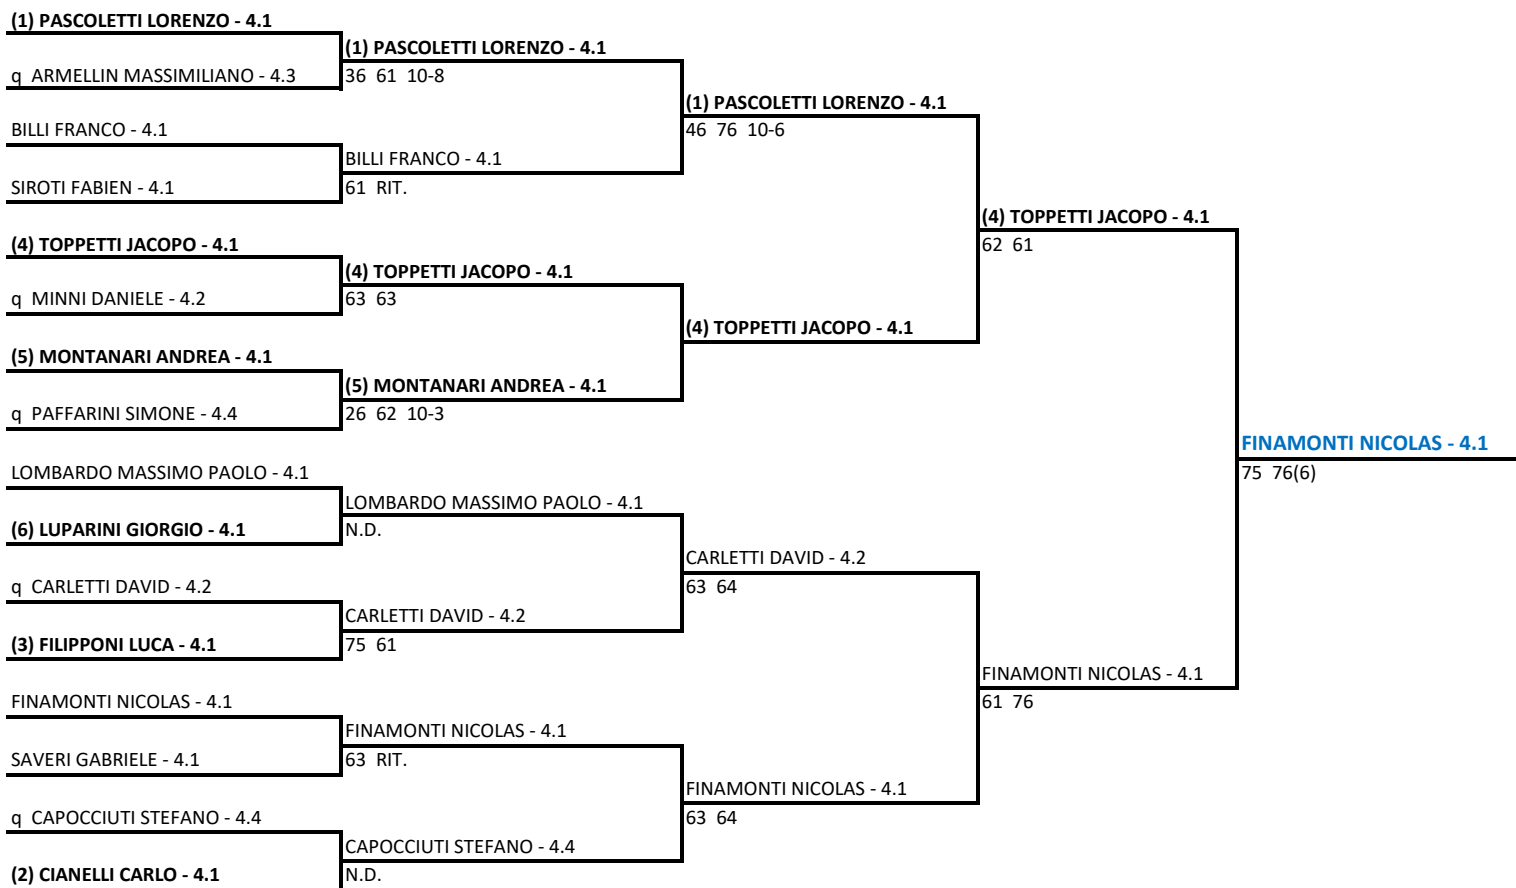 (1) PASCOLETTI LORENZO - 4.1
(1) PASCOLETTI LORENZO - 4.1
q ARMELLIN MASSIMILIANO - 4.3
36 61 10-8
(1) PASCOLETTI LORENZO - 4.1
BILLI FRANCO - 4.1
46 76 10-6
BILLI FRANCO - 4.1
SIROTI FABIEN - 4.1
61 RIT.
(4) TOPPETTI JACOPO - 4.1
(4) TOPPETTI JACOPO - 4.1
62 61
(4) TOPPETTI JACOPO - 4.1
q MINNI DANIELE - 4.2
63 63
(4) TOPPETTI JACOPO - 4.1
(5) MONTANARI ANDREA - 4.1
(5) MONTANARI ANDREA - 4.1
q PAFFARINI SIMONE - 4.4
26 62 10-3
FINAMONTI NICOLAS - 4.1
LOMBARDO MASSIMO PAOLO - 4.1
75 76(6)
LOMBARDO MASSIMO PAOLO - 4.1
(6) LUPARINI GIORGIO - 4.1
N.D.
CARLETTI DAVID - 4.2
q CARLETTI DAVID - 4.2
63 64
CARLETTI DAVID - 4.2
(3) FILIPPONI LUCA - 4.1
75 61
FINAMONTI NICOLAS - 4.1
FINAMONTI NICOLAS - 4.1
61 76
FINAMONTI NICOLAS - 4.1
SAVERI GABRIELE - 4.1
63 RIT.
FINAMONTI NICOLAS - 4.1
q CAPOCCIUTI STEFANO - 4.4
63 64
CAPOCCIUTI STEFANO - 4.4
(2) CIANELLI CARLO - 4.1
N.D.